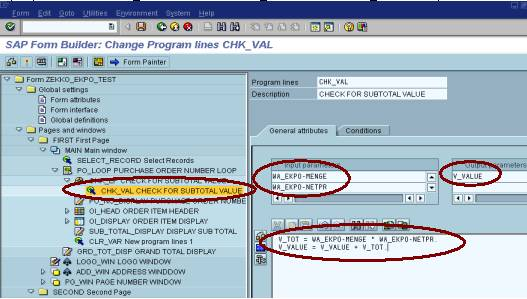 Form Edit Goto Utilities Environment System Help
SAP Form Builder: Change Program lines CHK_VAL
Form Painter
Form ZEKKO_EKPO_TEST
Global settings
Form attributes
Form interface
Global definitions
Pages and windows
FIRST First Page
MAIN Main window
SELECT_RECORD Select Records
PO_LOOP PURCHASE ORDER NUMBER LOOP
CHECK FOR SUBTOTAL VALUE
CHK_VAL CHECK FOR SUBTOTAL VALUE
DISPLAY PURCHASE ORDER NUMBE
OI_HEAD ORDER ITEM HEADER
OI_DISPLAY ORDER ITEM DISPLAY
SUB_TOTAL_DISPLAY DISPLAY SUB TOTAL
CLR_VAR New program lines 1
GRD_TOT_DISP GRAND TOTAL DISPLAY
LOGO_WIN LOGO WINDOW
ADD_WIN ADDRESS WINDOW
PG_WIN PAGE NUMBER WINDOW
SECOND Second Page
Program lines CHK_VAL
Description CHECK FOR SUBTOTAL VALUE
General attributes Conditions
Input parameters
WA_EKPO-MENGE
WA_EKPO-NETPR
Output Parameters
V_VALUE
V_TOT = WA_EKPO-MENGE * WA_EKPO-NETPR.
V_VALUE = V_VALUE + V_TOT.